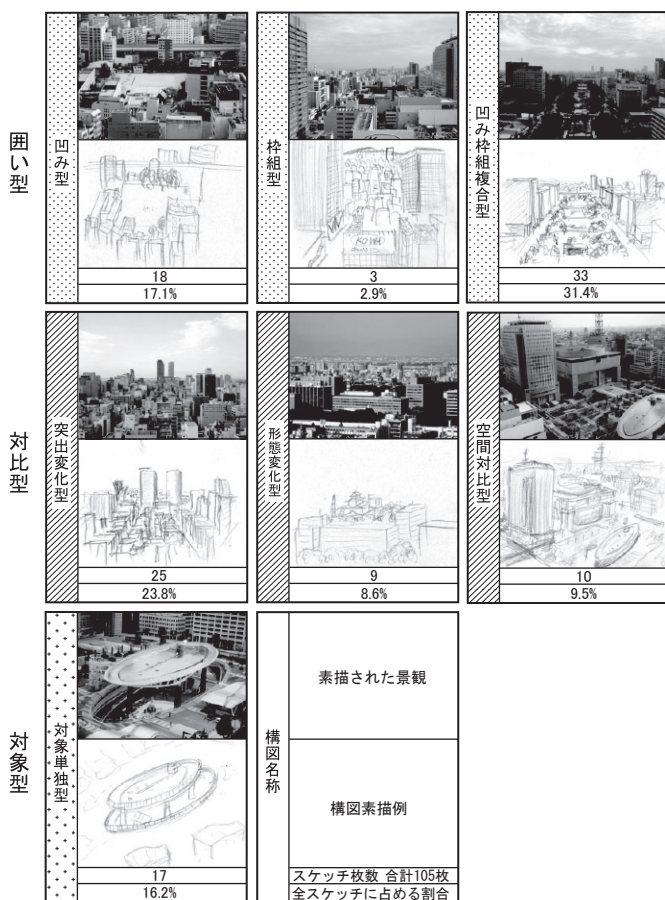 囲い型
凹み型
18
17.1%
枠組型
KOWA
3
2.9%
凹み枠組複合型
33
31.4%
対比型
突出変化型
25
23.8%
形態変化型
9
8.6%
空間対比型
10
9.5%
対象型
対象単独型
17
16.2%
構図名称
素描された景観
構図素描例
スケッチ枚数 合計105枚
全スケッチに占める割合